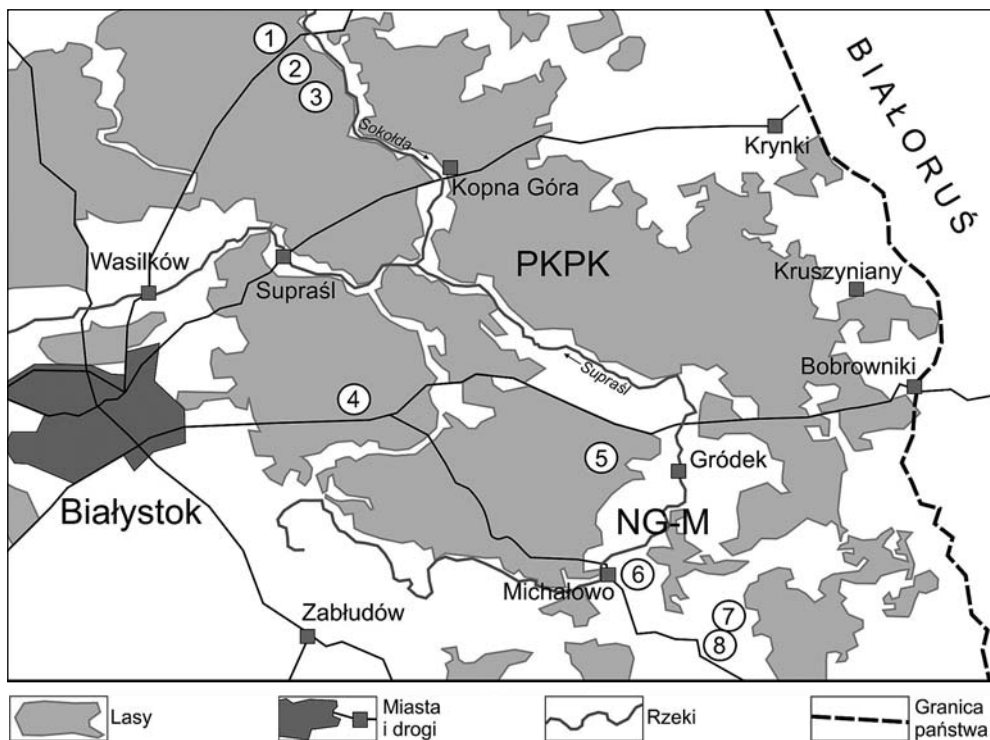 1
2
3
BIAŁORUŚ
Sokołda
Krynki
Kopna Góra
Wasilków
PKPK
Supraśl
Kruszyniany
Supraśl
Bobrowniki
4
5
Gródek
Białystok
NG-M
Michałowo
6
Zabłudów
7
8
Lasy
Miasta
i drogi
Rzeki
Granica
państwa